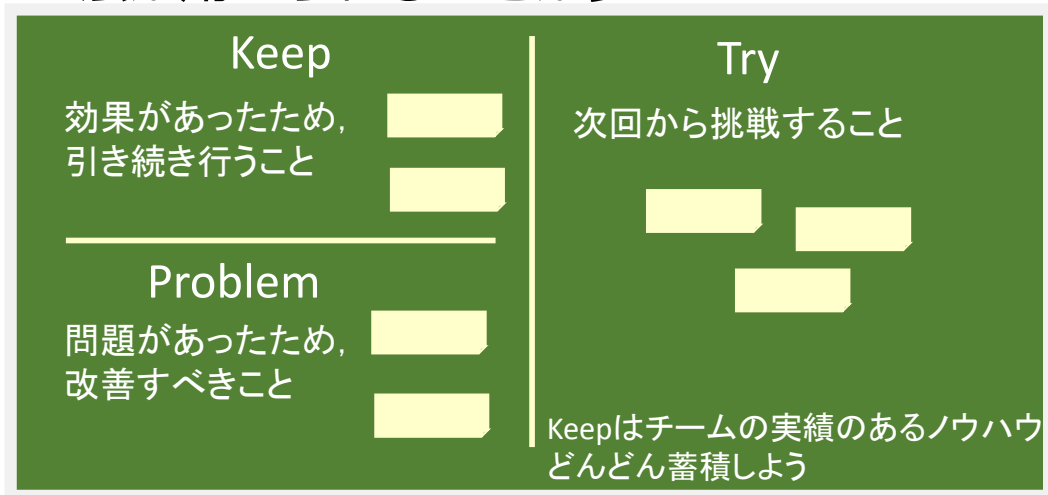 Keep
効果があったため,
引き続き行うこと
Problem
問題があったため,
改善すべきこと
Try
次回から挑戦すること
Keepはチームの実績のあるノウハウ
どんどん蓄積しよう